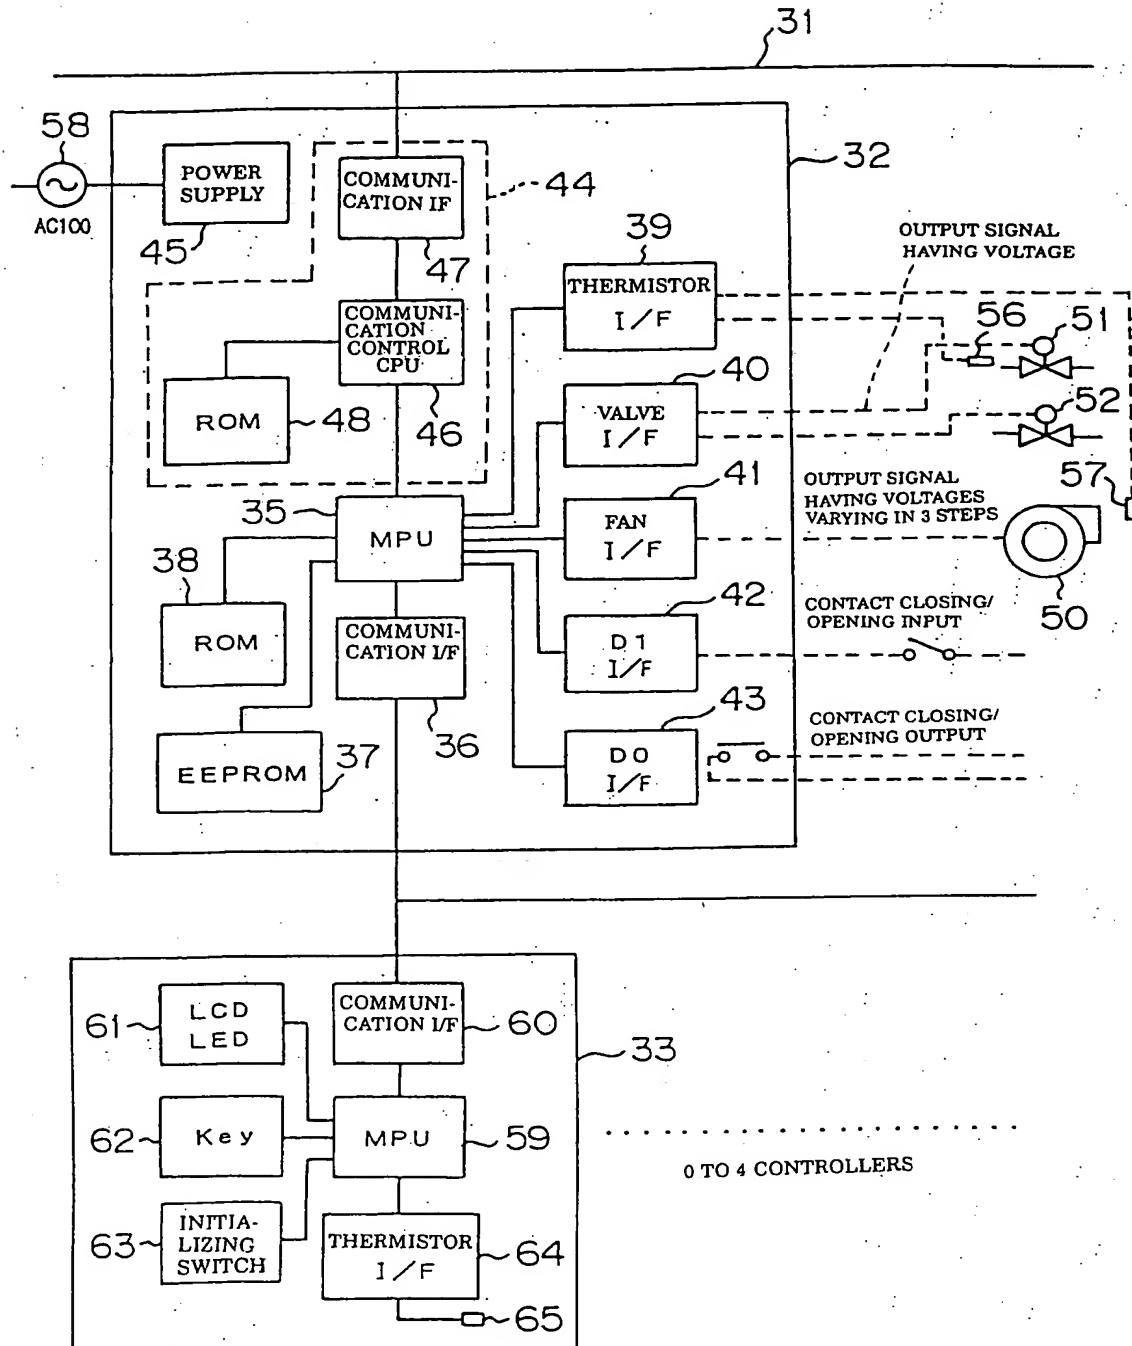 31
58
POWER
SUPPLY
AC100
45
COMMUNI-
CATION IF
44
47
32
39
THERMISTOR
I/F
OUTPUT SIGNAL
HAVING VOLTAGE
COMMUNI-
CATION
CONTROL
CPU
46
ROM
48
56
51
40
VALVE
I/F
52
35
MPU
41
FAN
I/F
OUTPUT SIGNAL
HAVING VOLTAGES
VARYING IN 3 STEPS
57
50
38
ROM
COMMUNI-
CATION I/F
36
42
D1
I/F
CONTACT CLOSING/
OPENING INPUT
EEPROM
37
43
D0
I/F
CONTACT CLOSING/
OPENING OUTPUT
61
LCD
LED
COMMUNI-
CATION I/F
60
33
62
Key
MPU
59
0 TO 4 CONTROLLERS
63
INITIA-
LIZING
SWITCH
THERMISTOR
I/F
64
65